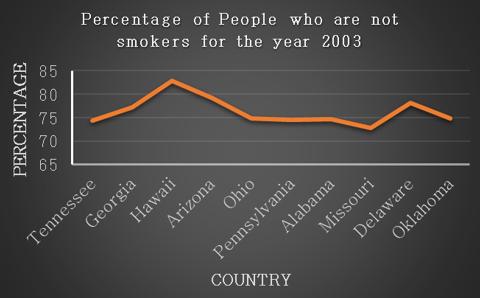 Percentage of People who are not
smokers for the year 2003
PERCENTAGE
85
80
75
70
65
Tennessee
Georgia
Hawaii
Arizona
Ohio
Pennsylvania
Alabama
Missouri
Delaware
Oklahoma
COUNTRY